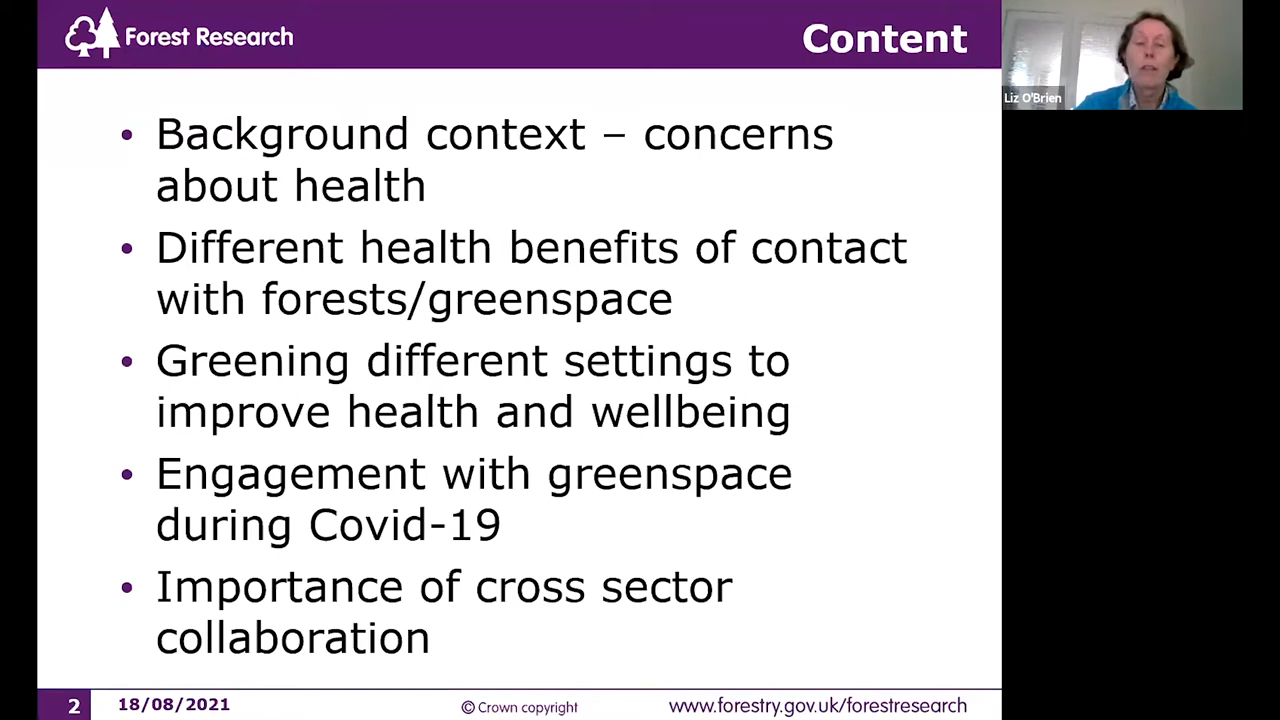 Forest Research
Content
Liz O'Brien
• Background context – concerns
about health
• Different health benefits of contact
with forests/greenspace
• Greening different settings to
improve health and wellbeing
• Engagement with greenspace
during Covid-19
• Importance of cross sector
collaboration
2
18/08/2021
© Crown copyright
www.forestry.gov.uk/forestresearch